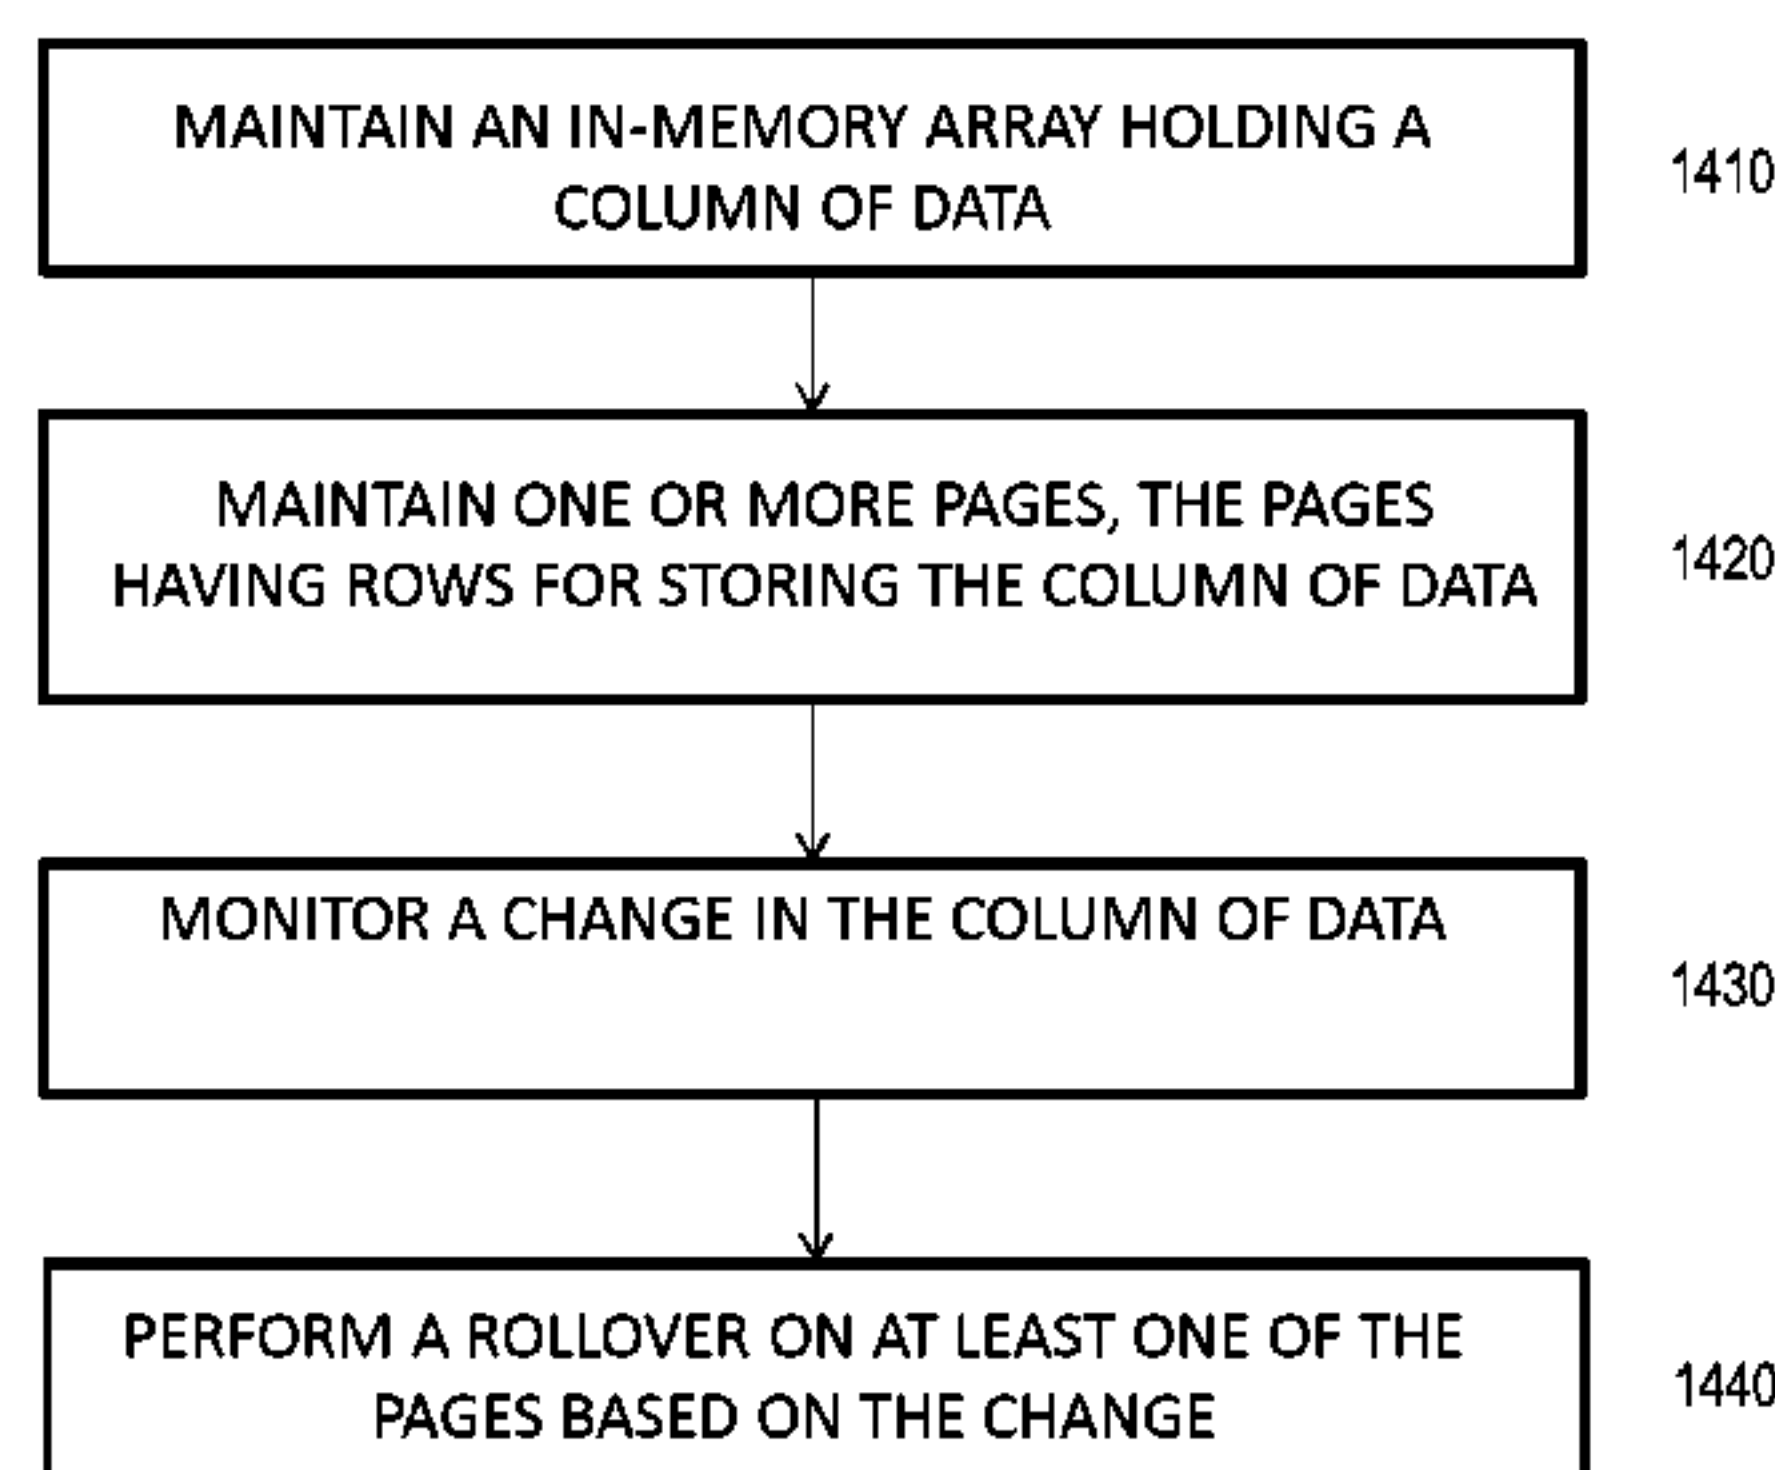 MAINTAIN AN IN-MEMORY ARRAY HOLDING A
COLUMN OF DATA
1410
MAINTAIN ONE OR MORE PAGES, THE PAGES
HAVING ROWS FOR STORING THE COLUMN OF DATA
1420
MONITOR A CHANGE IN THE COLUMN OF DATA
1430
PERFORM A ROLLOVER ON AT LEAST ONE OF THE
PAGES BASED ON THE CHANGE
1440